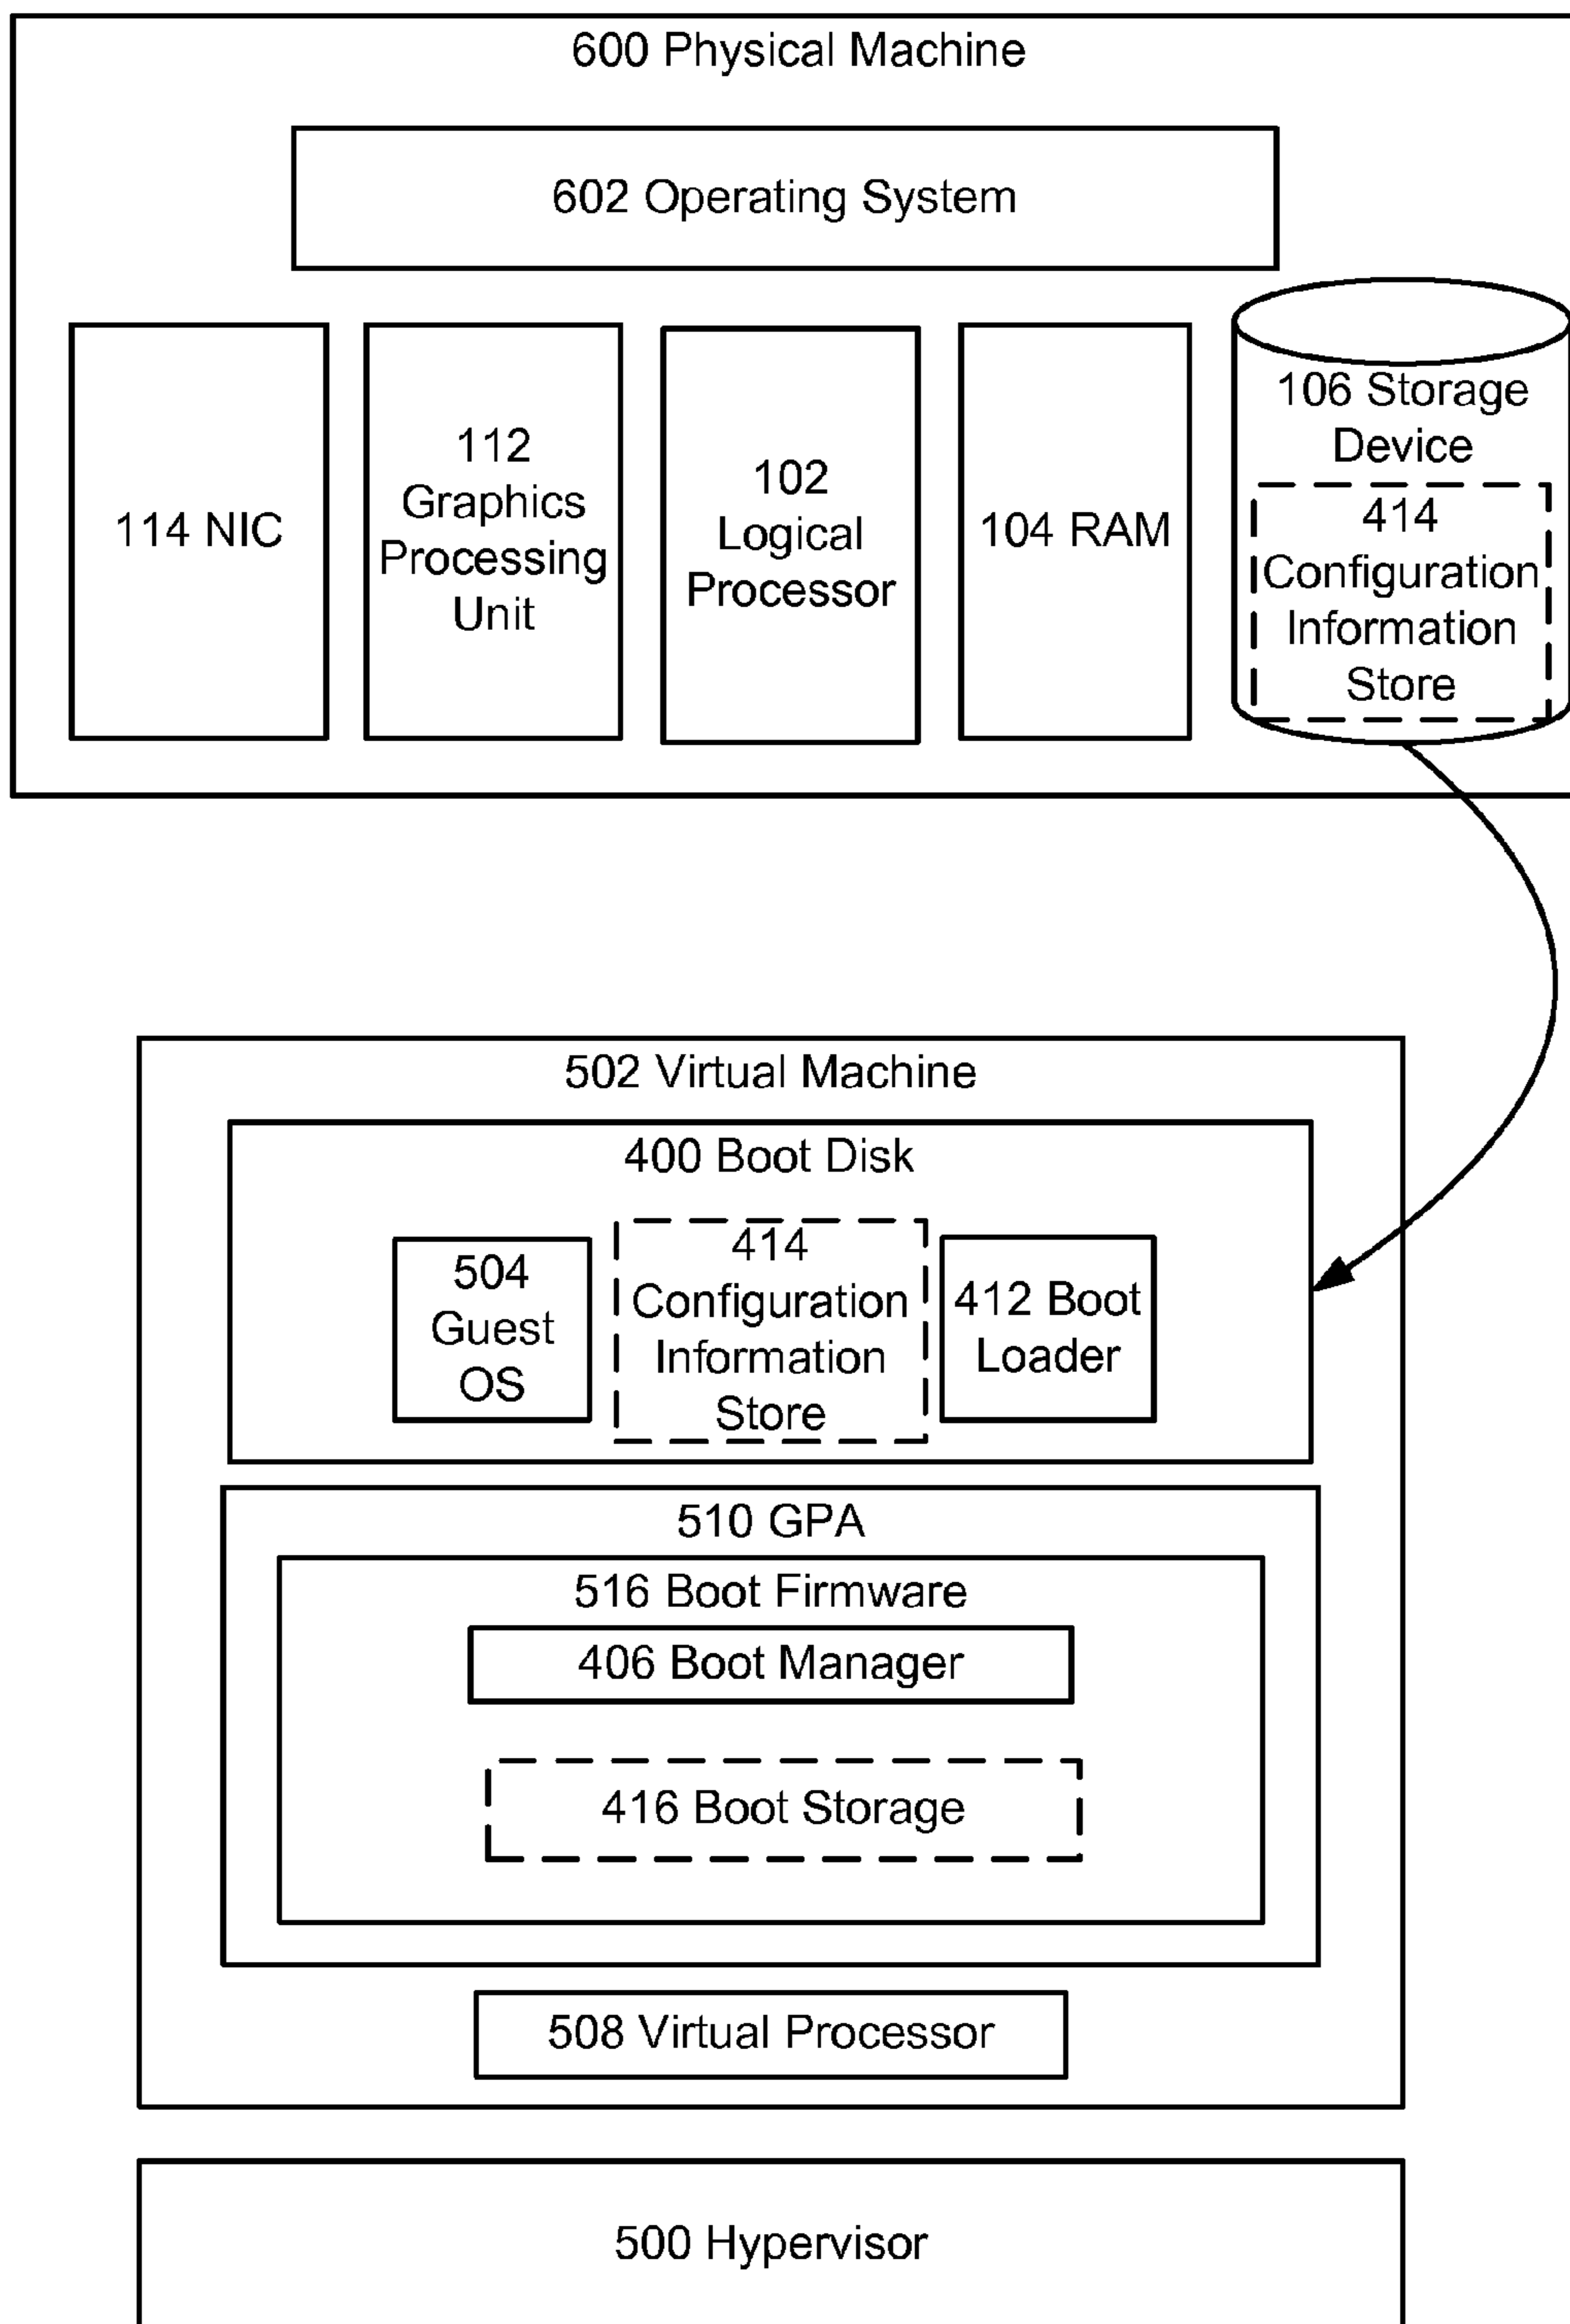 600 Physical Machine
602 Operating System
114 NIC
112
Graphics
Processing
Unit
102
Logical
Processor
104 RAM
106 Storage
Device
414
Configuration
Information
Store
502 Virtual Machine
400 Boot Disk
504
Guest
OS
414
Configuration
Information
Store
412 Boot
Loader
510 GPA
516 Boot Firmware
406 Boot Manager
416 Boot Storage
508 Virtual Processor
500 Hypervisor